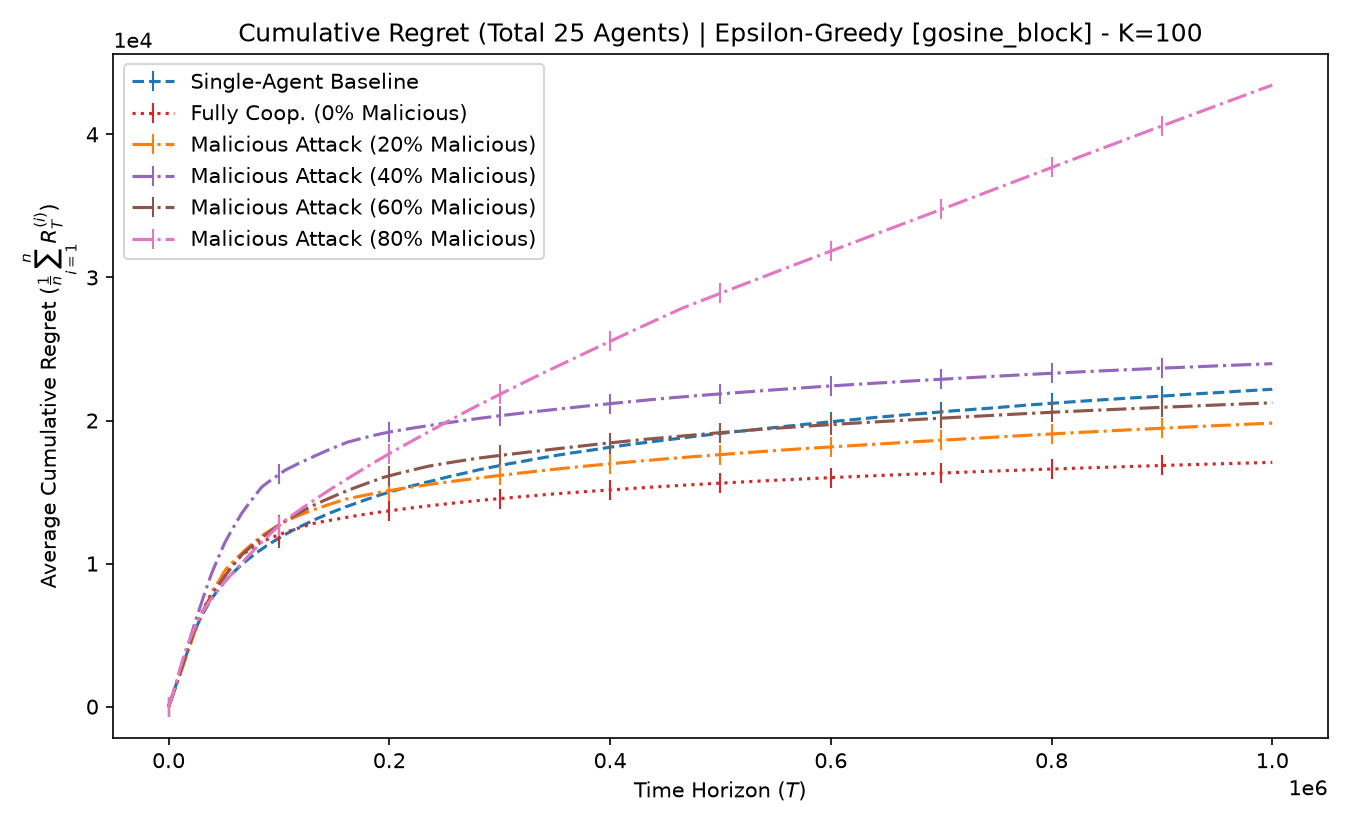 Cumulative Regret (Total 25 Agents) | Epsilon-Greedy [gosine_block] - K=100
1e4
Single-Agent Baseline
Fully Coop. (0% Malicious)
Malicious Attack (20% Malicious)
Malicious Attack (40% Malicious)
Malicious Attack (60% Malicious)
Malicious Attack (80% Malicious)
4
3
2
1
0
Average Cumulative Regret ($\frac{1}{n}\sum_{i=1}^{n} R_T^{(i)}$)
0.0 0.2 0.4 0.6 0.8 1.0
1e6
Time Horizon (T)